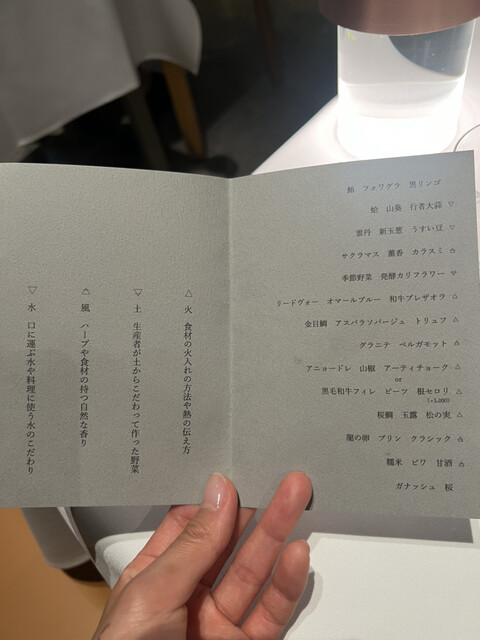 鮪 フォワグラ 黒リンゴ
蛤 山葵 行者大蒜 ▽
雲丹 新玉葱 うすい豆 ▽
サクラマス 薫香 カラスミ
季節野菜 発酵カリフラワー
リードヴォー オマールブルー 和牛ブレザオラ △
金目鯛 アスパラソバージュ トリュフ △
グラニテ ベルガモット
アニョードレ 山椒 アーティチョーク △
or
黒毛和牛フィレ ビーツ 根セロリ △
(+3,000)
桜鯛 玉露 松の実 △
龍の卵 プリン クラシック
糯米 ビワ 甘酒
ガナッシュ 桜
△ 火 食材の火入れの方法や熱の伝え方
土 生産者が土からこだわって作った野菜
風 ハーブや食材の持つ自然な香り
▽ 水 口に運ぶ水や料理に使う水のこだわり